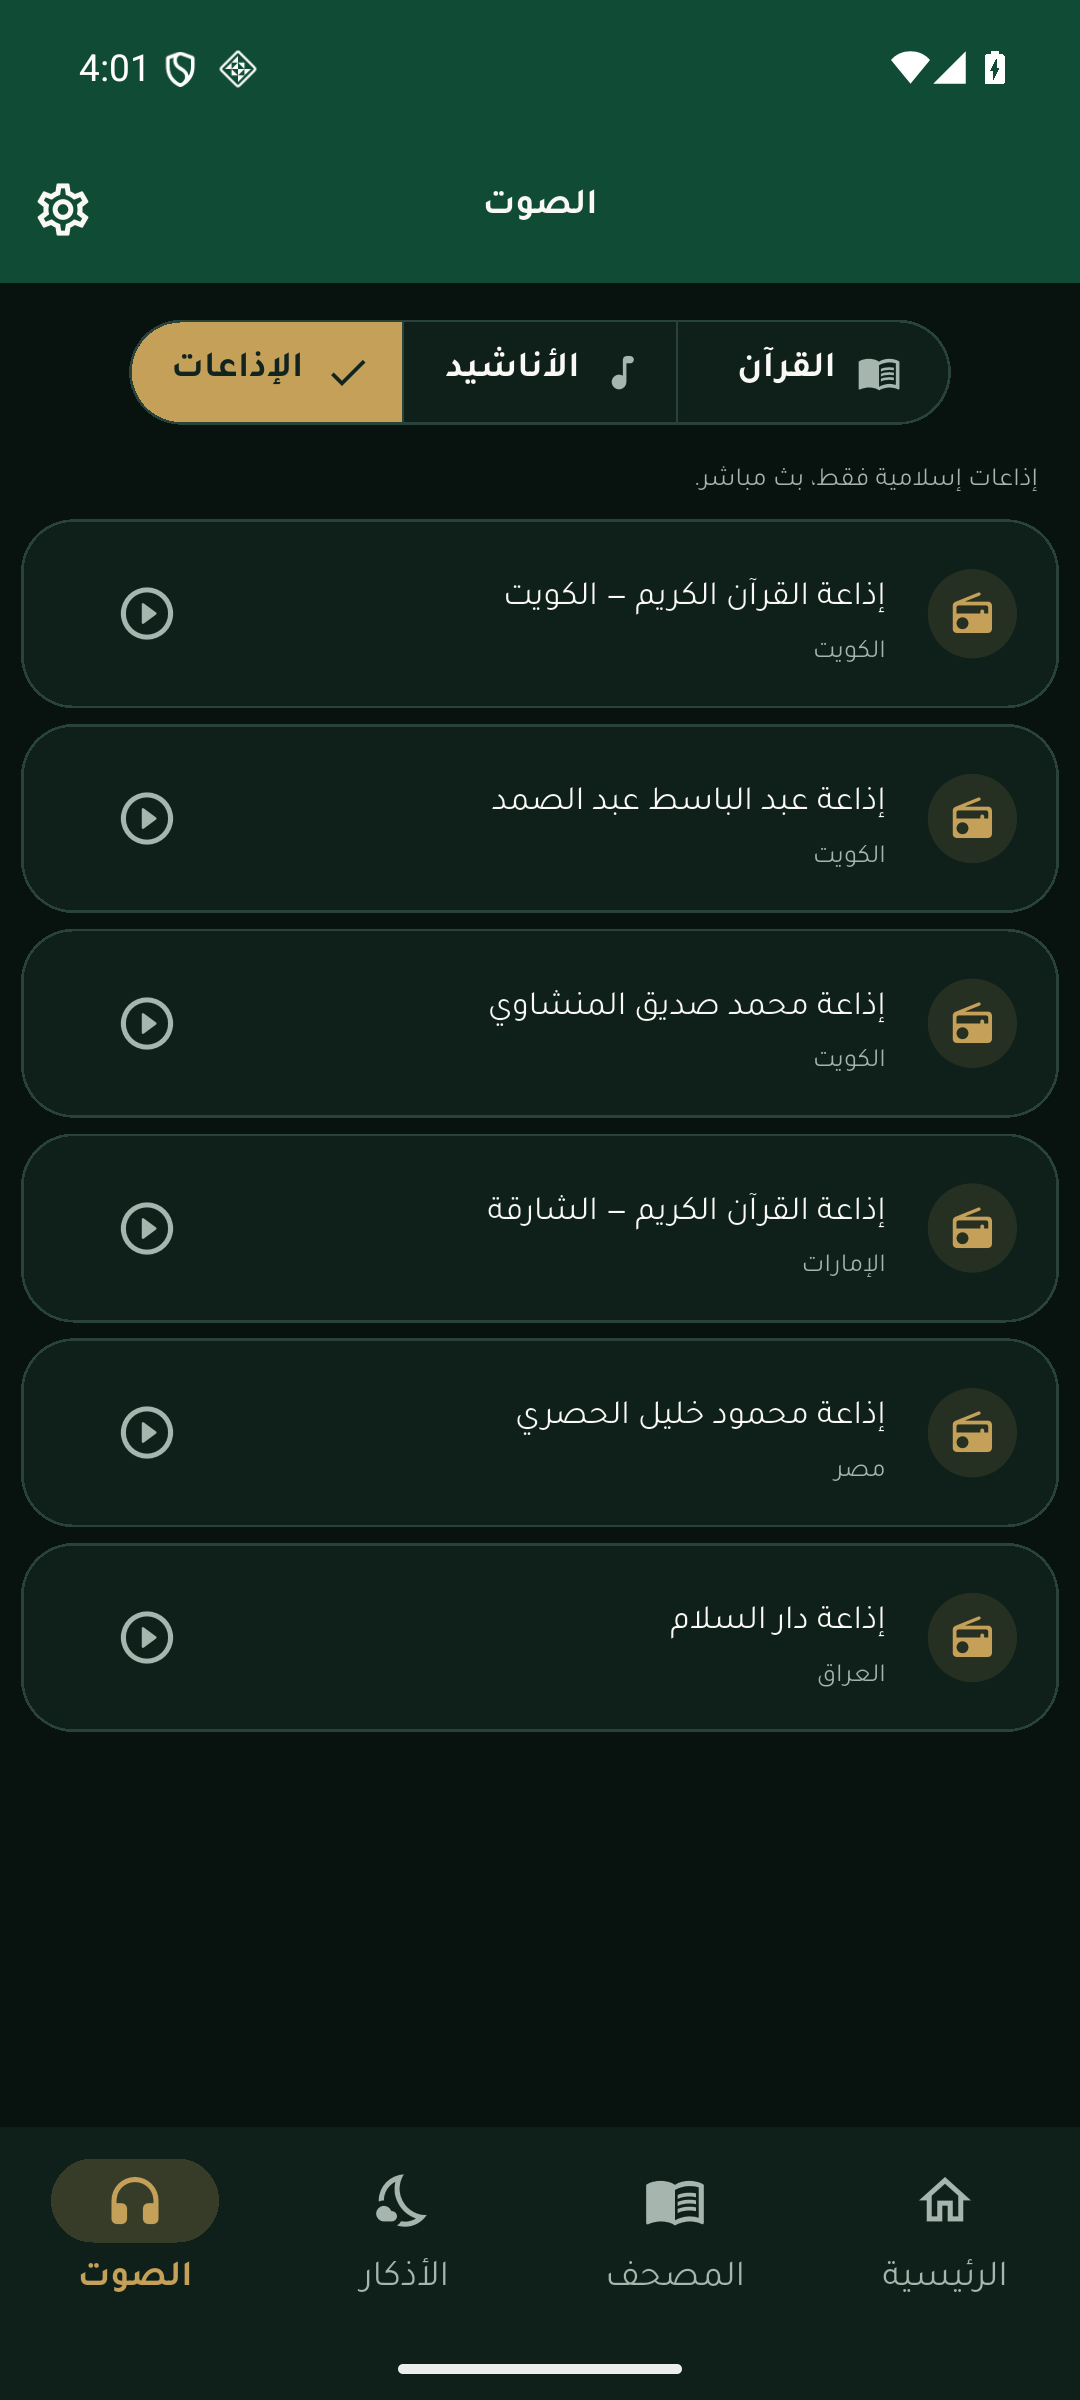 4:01
الصوت
القرآن
الأناشيد
الإذاعات
إذاعات إسلامية فقط، بث مباشر.
إذاعة القرآن الكريم – الكويت
الكويت
إذاعة عبد الباسط عبد الصمد
الكويت
إذاعة محمد صديق المنشاوي
الكويت
إذاعة القرآن الكريم – الشارقة
الإمارات
إذاعة محمود خليل الحصري
مصر
إذاعة دار السلام
العراق
الرئيسية
المصحف
الأذكار
الصوت